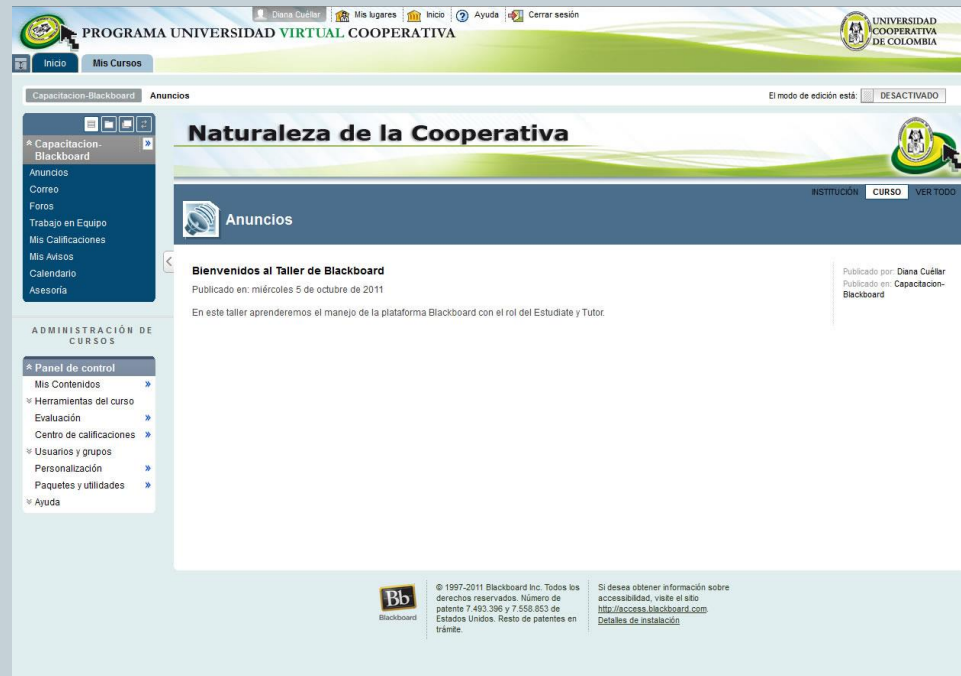 Diana Cuéllar Mis lugares Inicio Ayuda Cerrar sesión
PROGRAMA UNIVERSIDAD VIRTUAL COOPERATIVA
UNIVERSIDAD
COOPERATIVA
DE COLOMBIA
Inicio Mis Cursos
Capacitacion-Blackboard Anuncios
El modo de edición está: DESACTIVADO
Capacitacion-
Blackboard
Anuncios
Correo
Foros
Trabajo en Equipo
Mis Calificaciones
Mis Avisos
Calendario
Asesoría
ADMINISTRACIÓN DE
CURSOS
Panel de control
Mis Contenidos
Herramientas del curso
Evaluación
Centro de calificaciones
Usuarios y grupos
Personalización
Paquetes y utilidades
Ayuda
Naturaleza de la Cooperativa
INSTITUCIÓN CURSO VER TODO
Anuncios
Bienvenidos al Taller de Blackboard
Publicado en: miércoles 5 de octubre de 2011
En este taller aprenderemos el manejo de la plataforma Blackboard con el rol del Estudiate y Tutor.
Publicado por: Diana Cuéllar
Publicado en: Capacitacion-
Blackboard
Bb
Blackboard
© 1997-2011 Blackboard Inc. Todos los
derechos reservados. Número de
patente 7.493.396 y 7.558.853 de
Estados Unidos. Resto de patentes en
trámite.
Si desea obtener información sobre
accessibilidad, visite el sitio
http://access.blackboard.com.
Detalles de instalación